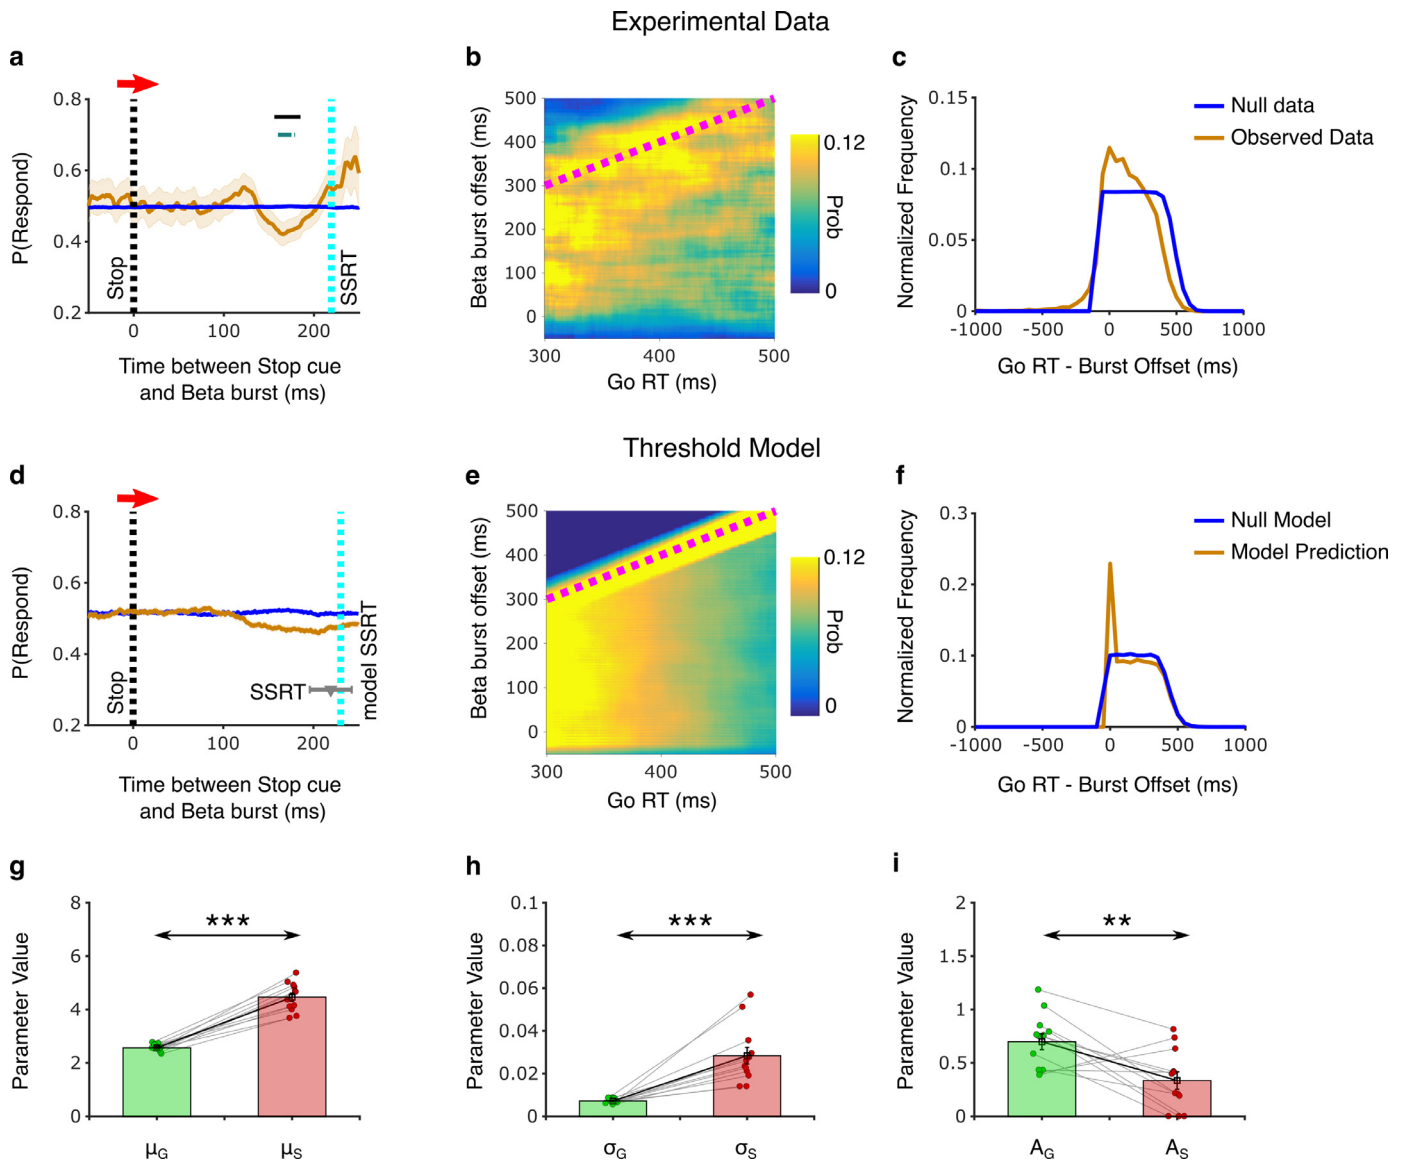 Experimental Data
a
0.8
0.6
0.4
0.2
P(Respond)
Stop
SSRT
0
100
200
Time between Stop cue
and Beta burst (ms)
b
500
400
300
200
100
0
Beta burst offset (ms)
300
400
500
Go RT (ms)
0.12
Prob
0
c
0.15
0.1
0.05
0
Normalized Frequency
Null data
Observed Data
-1000
-500
0
500
1000
Go RT - Burst Offset (ms)
Threshold Model
d
0.8
0.6
0.4
0.2
P(Respond)
Stop
SSRT
model SSRT
0
100
200
Time between Stop cue
and Beta burst (ms)
e
500
400
300
200
100
0
Beta burst offset (ms)
300
400
500
Go RT (ms)
0.12
Prob
0
f
0.3
0.2
0.1
0
Normalized Frequency
Null Model
Model Prediction
-1000
-500
0
500
1000
Go RT - Burst Offset (ms)
g
8
6
4
2
0
Parameter Value
***
μG
μS
h
0.1
0.08
0.06
0.04
0.02
0
Parameter Value
***
σG
σS
i
2
1.5
1
0.5
0
Parameter Value
**
AG
AS